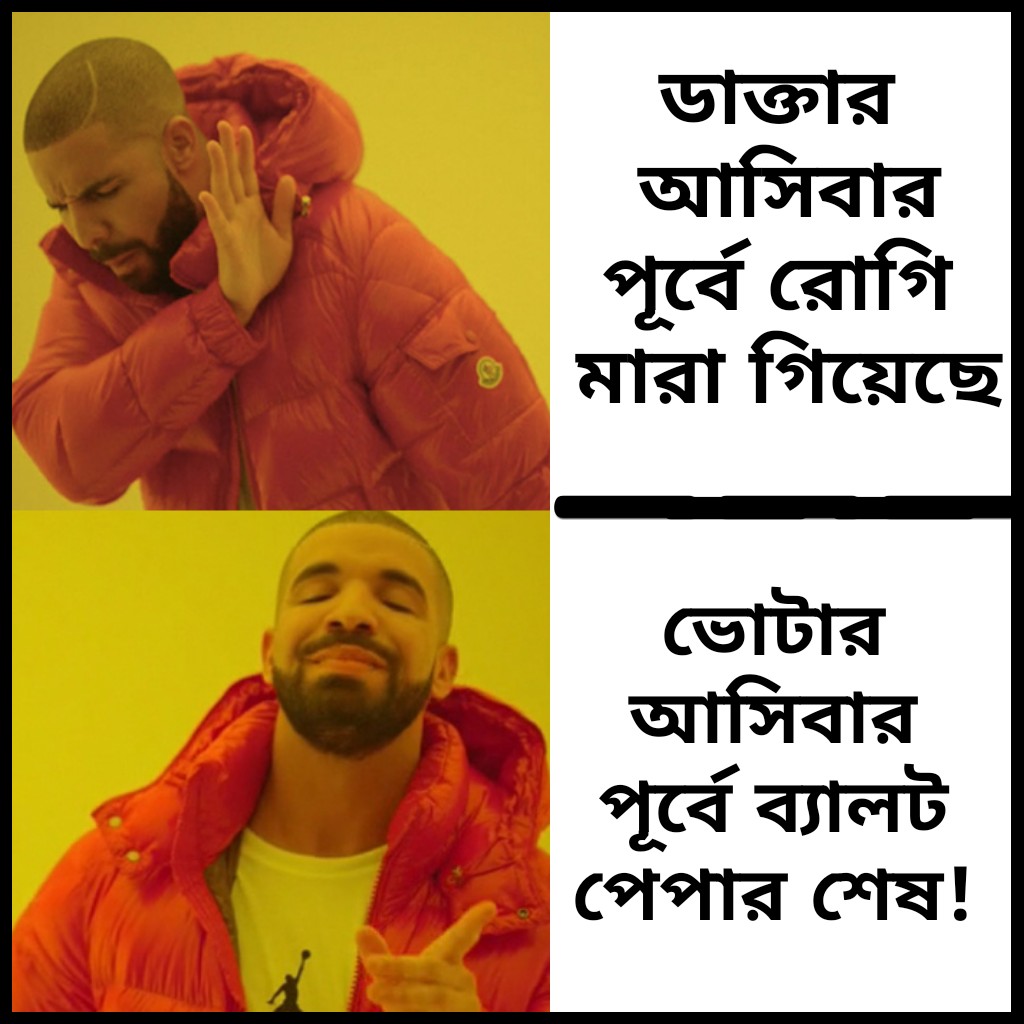 ডাক্তার
আসিবার
পূর্বে রোগি
মারা গিয়েছে
ভোটার
আসিবার
পূর্বে ব্যালট
পেপার শেষ!